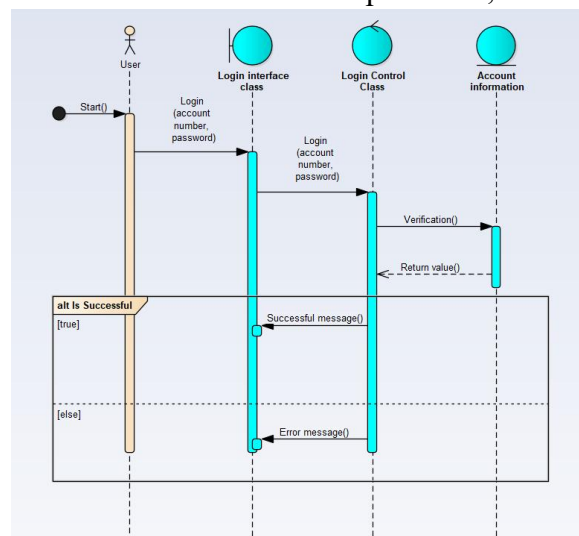 User
Login interface
class
Login Control
Class
Account
information
Start()
Login
(account
number,
password)
Login
(account
number,
password)
Verification()
Return value()
alt Is Successful
[true]
Successful message()
[else]
Error message()